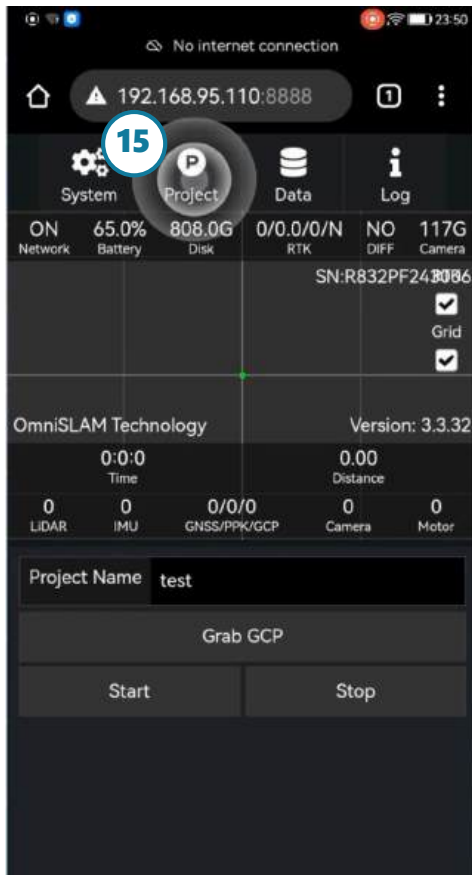 23:50
No internet connection
192.168.95.110:8888
1
15
P
System Project Data Log
ON 65.0% 808.0G 0/0.0/0/N NO 117G
Network Battery Disk RTK DIFF Camera
SN:R832PF243086
Grid
OmniSLAM Technology Version: 3.3.32
0:0:0 0.00
Time Distance
0 0 0/0/0 0 0
LiDAR IMU GNSS/PPK/GCP Camera Motor
Project Name test
Grab GCP
Start Stop